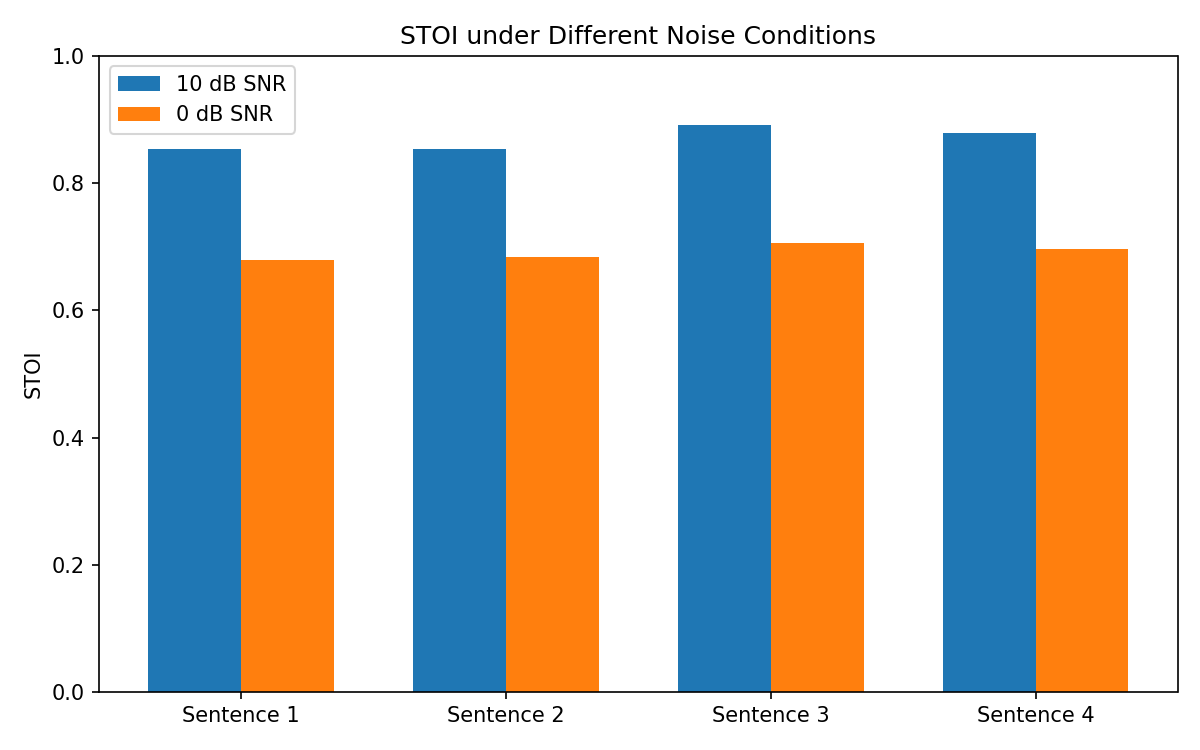 STOI under Different Noise Conditions
1.0
0.8
0.6
0.4
0.2
0.0
STOI
10 dB SNR
0 dB SNR
Sentence 1
Sentence 2
Sentence 3
Sentence 4